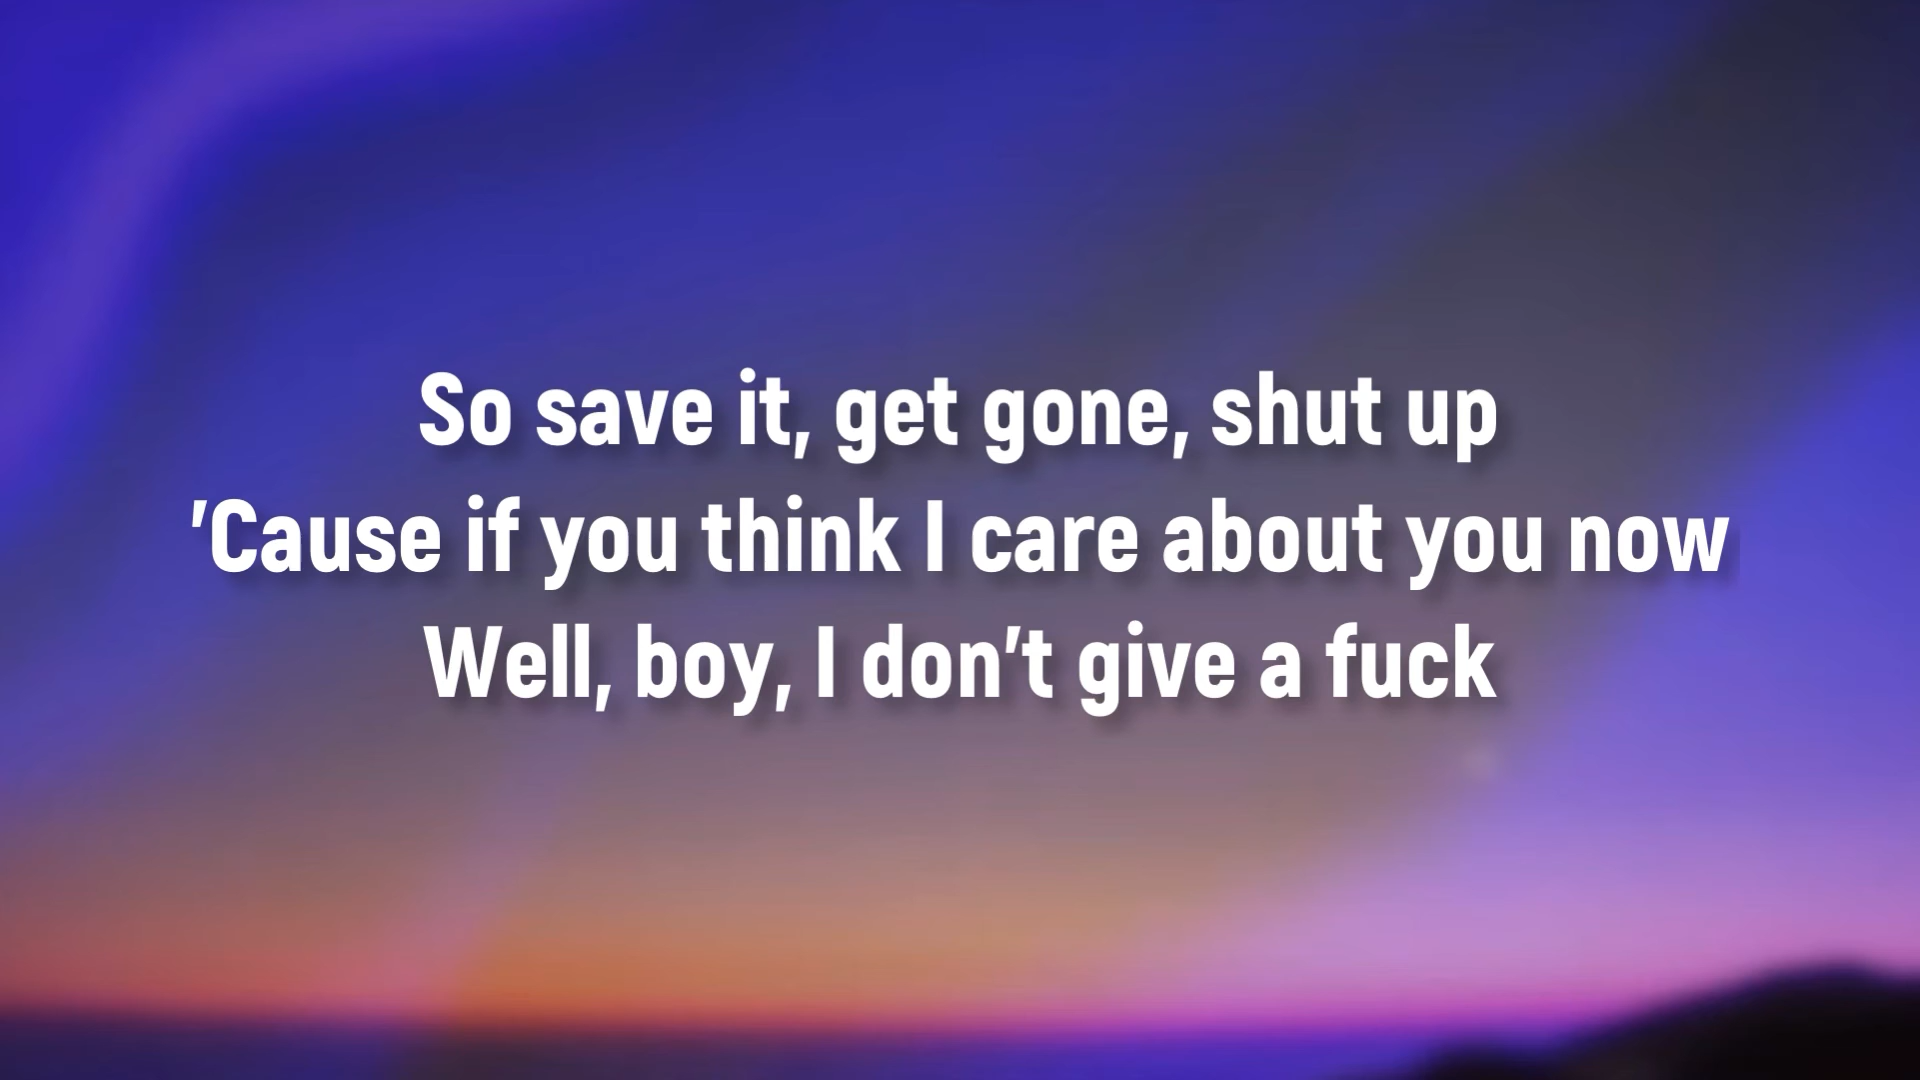 So save it, get gone, shut up
'Cause if you think I care about you now
Well, boy, I don't give a fuck